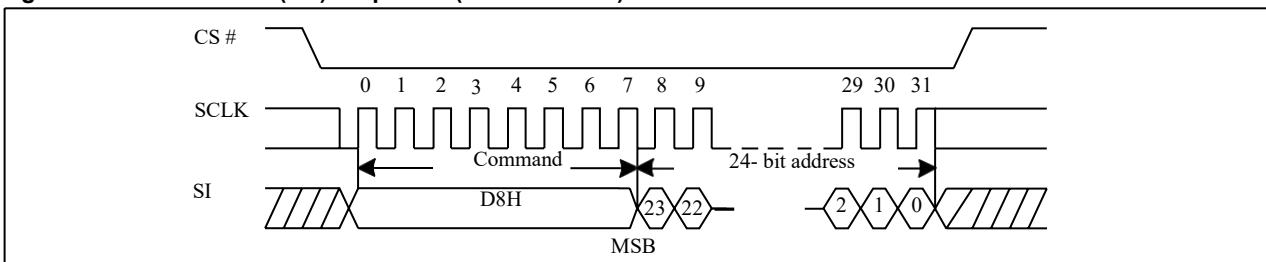 CS #
0 1 2 3 4 5 6 7 8 9 29 30 31
SCLK
Command 24- bit address
SI
D8H 23 22 2 1 0
MSB